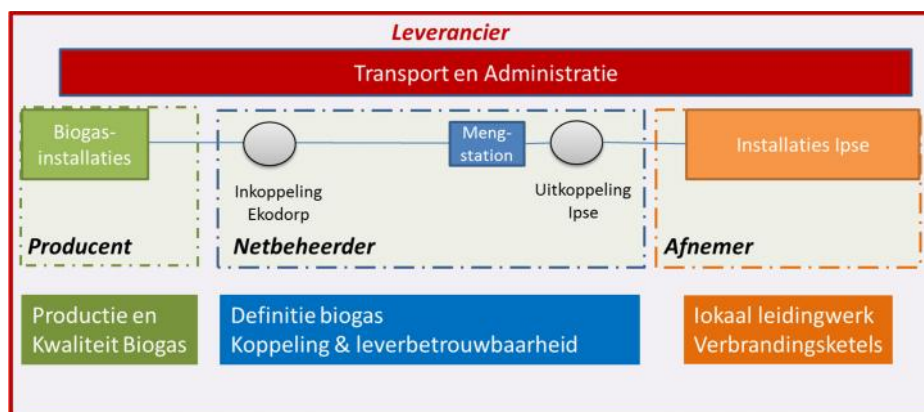 Leverancier
Transport en Administratie
Biogas-
installaties
Meng-
station
Installaties Ipse
Inkoppeling
Ekodorp
Uitkoppeling
Ipse
Producent
Netbeheerder
Afnemer
Productie en
Kwaliteit Biogas
Definitie biogas
Koppeling & leverbetrouwbaarheid
lokaal leidingwerk
Verbrandingsketels